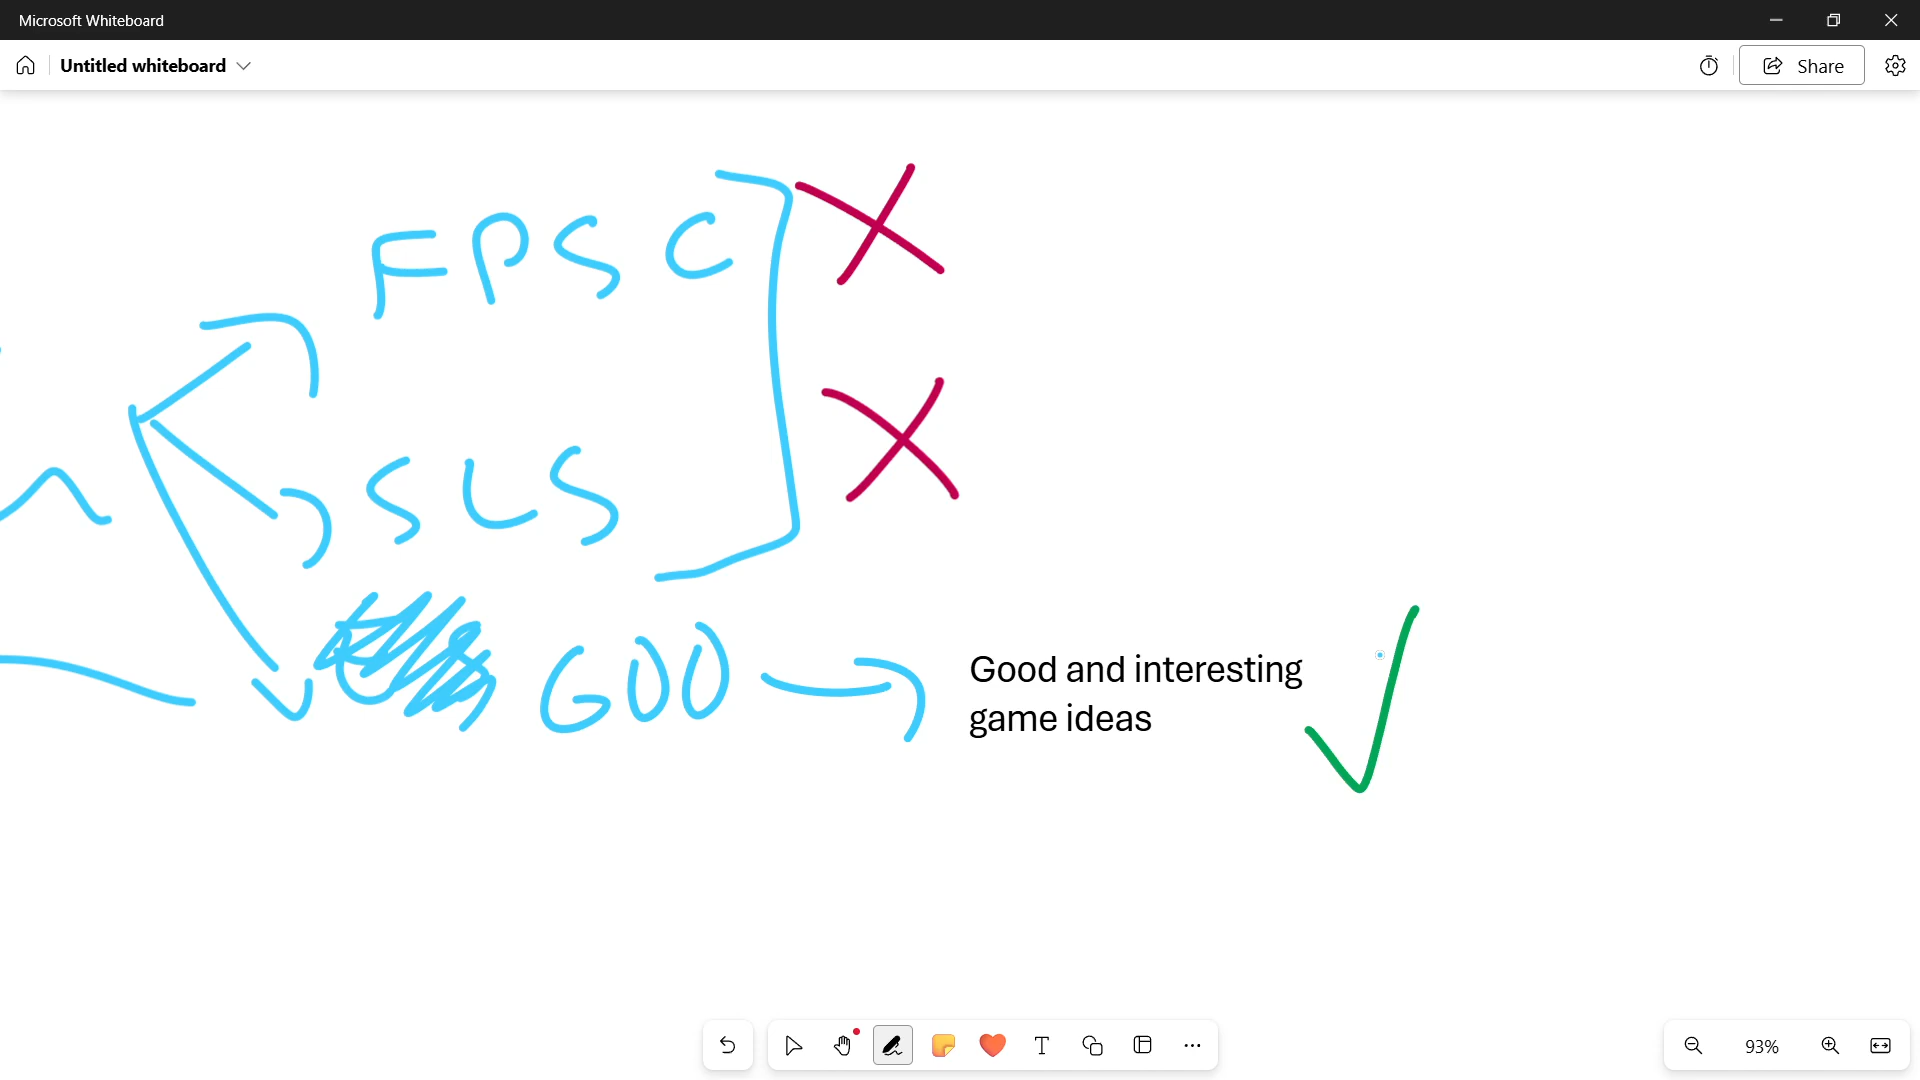 Microsoft Whiteboard
Untitled whiteboard
Share
FPSC
SLS
GOO
Good and interesting
game ideas
93%